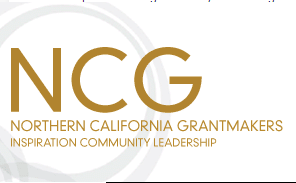 NCG
NORTHERN CALIFORNIA GRANTMAKERS
INSPIRATION COMMUNITY LEADERSHIP